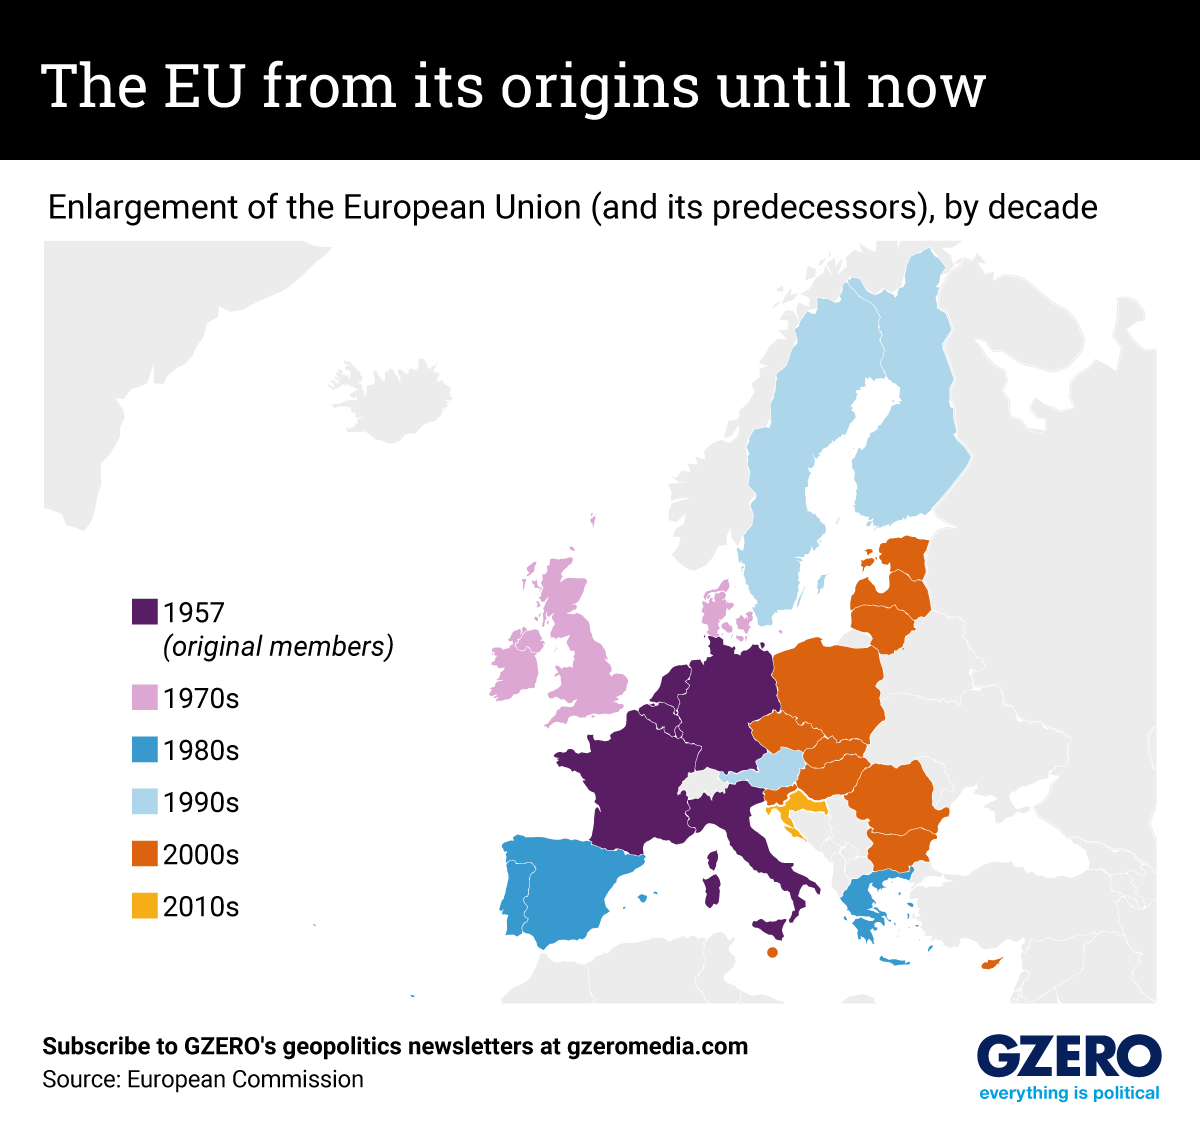 The EU from its origins until now
Enlargement of the European Union (and its predecessors), by decade
1957
(original members)
1970s
1980s
1990s
2000s
2010s
Subscribe to GZERO's geopolitics newsletters at gzeromedia.com
Source: European Commission
GZERO
everything is political